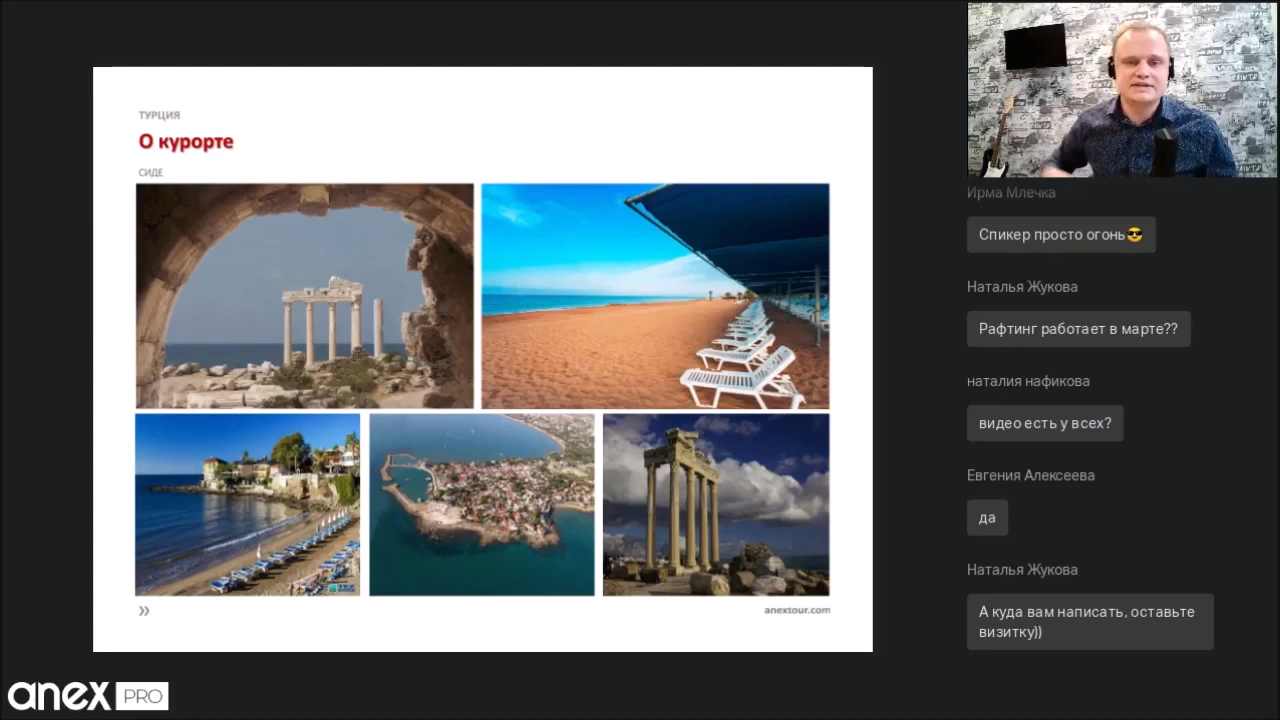 ТУРЦИЯ
О курорте
СИДЕ
anextour.com
anex PRO
Ирма Млечка
Спикер просто огонь😎
Наталья Жукова
Рафтинг работает в марте??
наталия нафикова
видео есть у всех?
Евгения Алексеева
да
Наталья Жукова
А куда вам написать, оставьте
визитку))